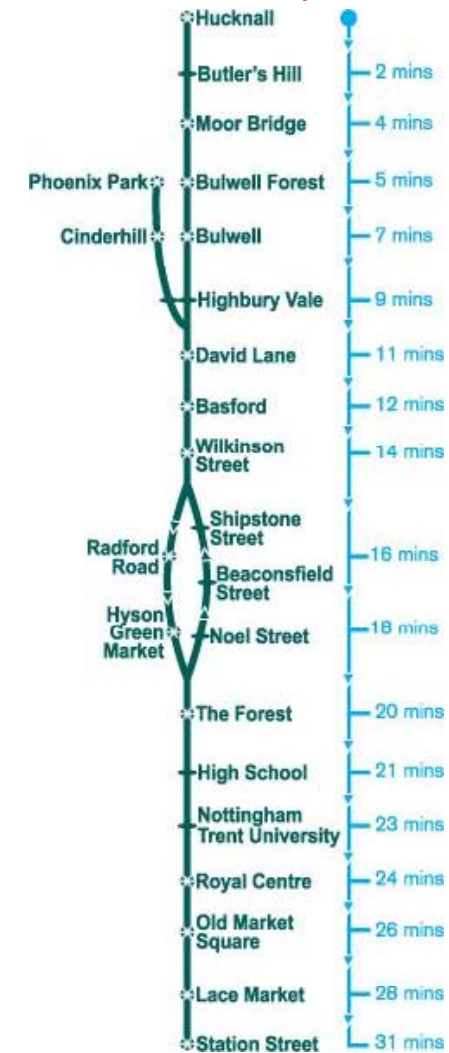 Hucknall
Butler's Hill
2 mins
Moor Bridge
4 mins
Phoenix Park
Bulwell Forest
5 mins
Cinderhill
Bulwell
7 mins
Highbury Vale
9 mins
David Lane
11 mins
Basford
12 mins
Wilkinson
Street
14 mins
Shipstone
Street
Radford
Road
16 mins
Beaconsfield
Street
Hyson
Green
Market
Noel Street
18 mins
The Forest
20 mins
High School
21 mins
Nottingham
Trent University
23 mins
Royal Centre
24 mins
Old Market
Square
26 mins
Lace Market
28 mins
Station Street
31 mins